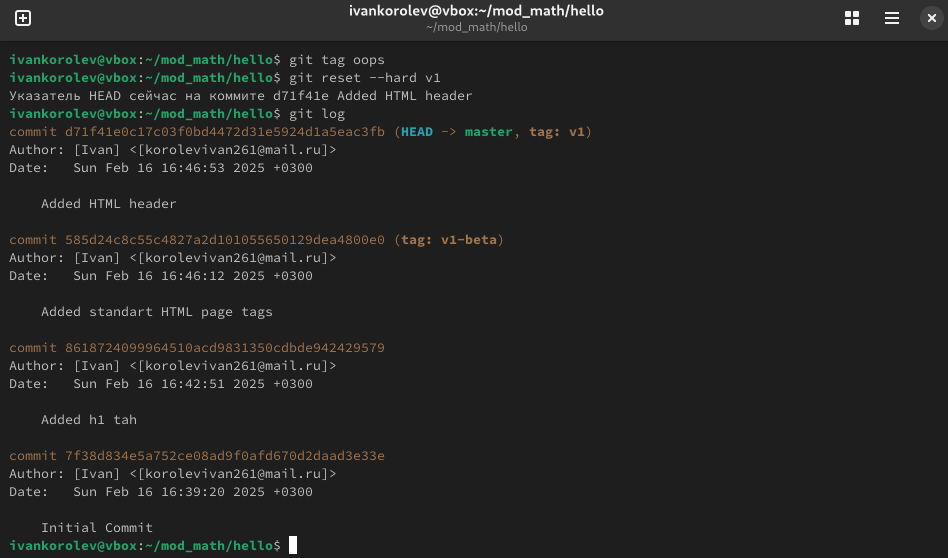 ivankorolev@vbox:~/mod_math/hello
~/mod_math/hello
ivankorolev@vbox:~/mod_math/hello$ git tag oops
ivankorolev@vbox:~/mod_math/hello$ git reset --hard v1
Указатель HEAD сейчас на коммите d71f41e Added HTML header
ivankorolev@vbox:~/mod_math/hello$ git log
commit d71f41e0c17c03f0bd4472d31e5924d1a5eac3fb (HEAD -> master, tag: v1)
Author: [Ivan] <[korolevivan261@mail.ru]>
Date:   Sun Feb 16 16:46:53 2025 +0300
Added HTML header
commit 585d24c8c55c4827a2d101055650129dea4800e0 (tag: v1-beta)
Author: [Ivan] <[korolevivan261@mail.ru]>
Date:   Sun Feb 16 16:46:12 2025 +0300
Added standart HTML page tags
commit 8618724099964510acd9831350cdbde942429579
Author: [Ivan] <[korolevivan261@mail.ru]>
Date:   Sun Feb 16 16:42:51 2025 +0300
Added h1 tah
commit 7f38d834e5a752ce08ad9f0afd670d2daad3e33e
Author: [Ivan] <[korolevivan261@mail.ru]>
Date:   Sun Feb 16 16:39:20 2025 +0300
Initial Commit
ivankorolev@vbox:~/mod_math/hello$